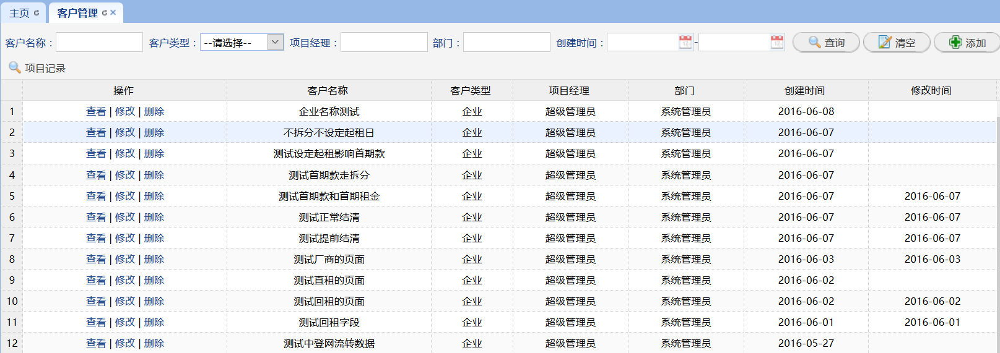 主页 客户管理
客户名称： 客户类型： --请选择-- 项目经理： 部门： 创建时间： - 查询 清空 添加
项目记录
操作 客户名称 客户类型 项目经理 部门 创建时间 修改时间
1 查看 | 修改 | 删除 企业名称测试 企业 超级管理员 系统管理员 2016-06-08
2 查看 | 修改 | 删除 不拆分不设定起租日 企业 超级管理员 系统管理员 2016-06-07
3 查看 | 修改 | 删除 测试设定起租影响首期款 企业 超级管理员 系统管理员 2016-06-07
4 查看 | 修改 | 删除 测试首期款走拆分 企业 超级管理员 系统管理员 2016-06-07
5 查看 | 修改 | 删除 测试首期款和首期租金 企业 超级管理员 系统管理员 2016-06-07 2016-06-07
6 查看 | 修改 | 删除 测试正常结清 企业 超级管理员 系统管理员 2016-06-07 2016-06-07
7 查看 | 修改 | 删除 测试提前结清 企业 超级管理员 系统管理员 2016-06-07 2016-06-07
8 查看 | 修改 | 删除 测试厂商的页面 企业 超级管理员 系统管理员 2016-06-03 2016-06-03
9 查看 | 修改 | 删除 测试直租的页面 企业 超级管理员 系统管理员 2016-06-02
10 查看 | 修改 | 删除 测试回租的页面 企业 超级管理员 系统管理员 2016-06-02 2016-06-02
11 查看 | 修改 | 删除 测试回租字段 企业 超级管理员 系统管理员 2016-06-01 2016-06-01
12 查看 | 修改 | 删除 测试中登网流转数据 企业 超级管理员 系统管理员 2016-05-27